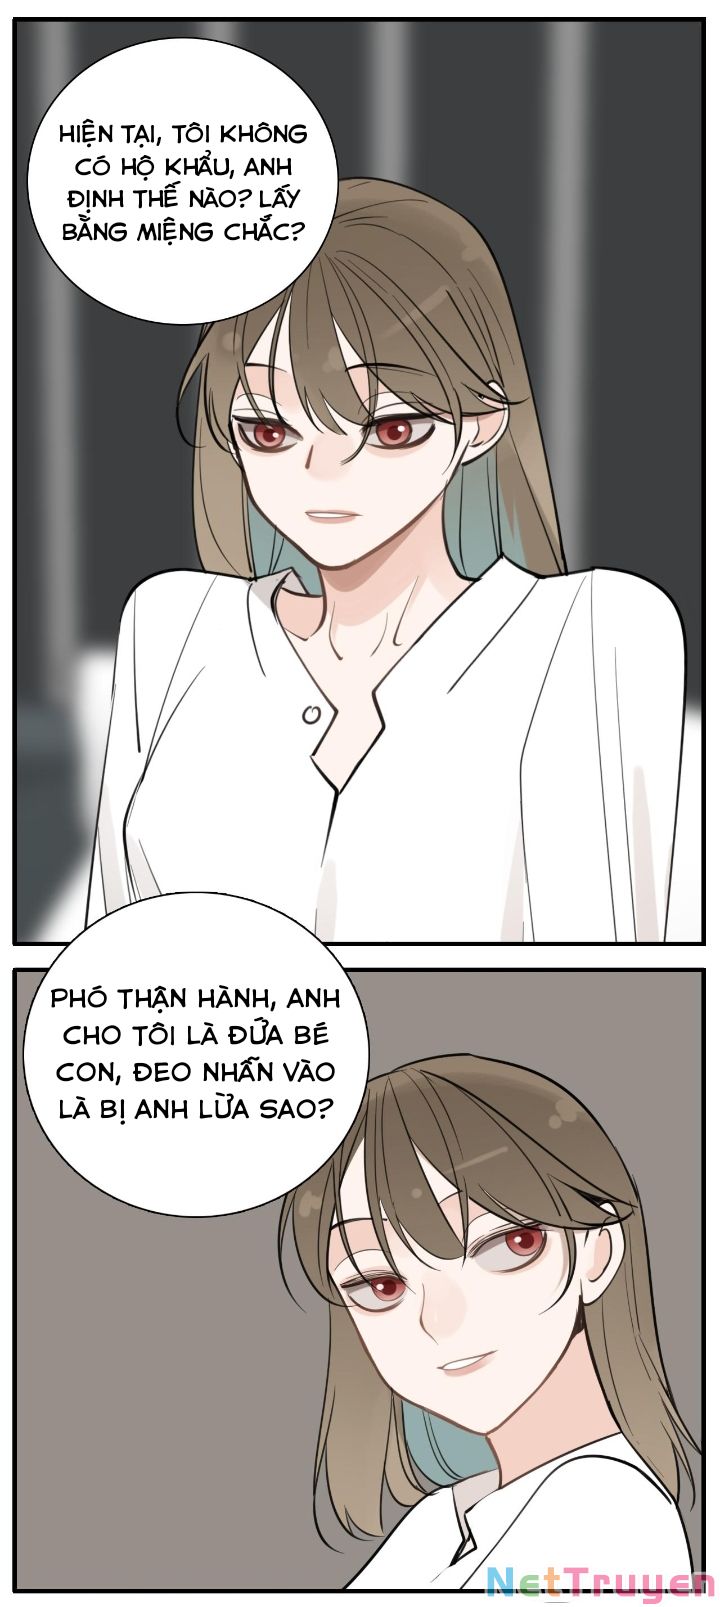 HIỆN TẠI, TÔI KHÔNG
CÓ HỘ KHẨU, ANH
ĐỊNH THẾ NÀO? LẤY
BẰNG MIỆNG CHẮC?
PHÓ THẬN HÀNH, ANH
CHO TÔI LÀ ĐỨA BÉ
CON, ĐEO NHẪN VÀO
LÀ BỊ ANH LỪA SAO?
NetTruyen